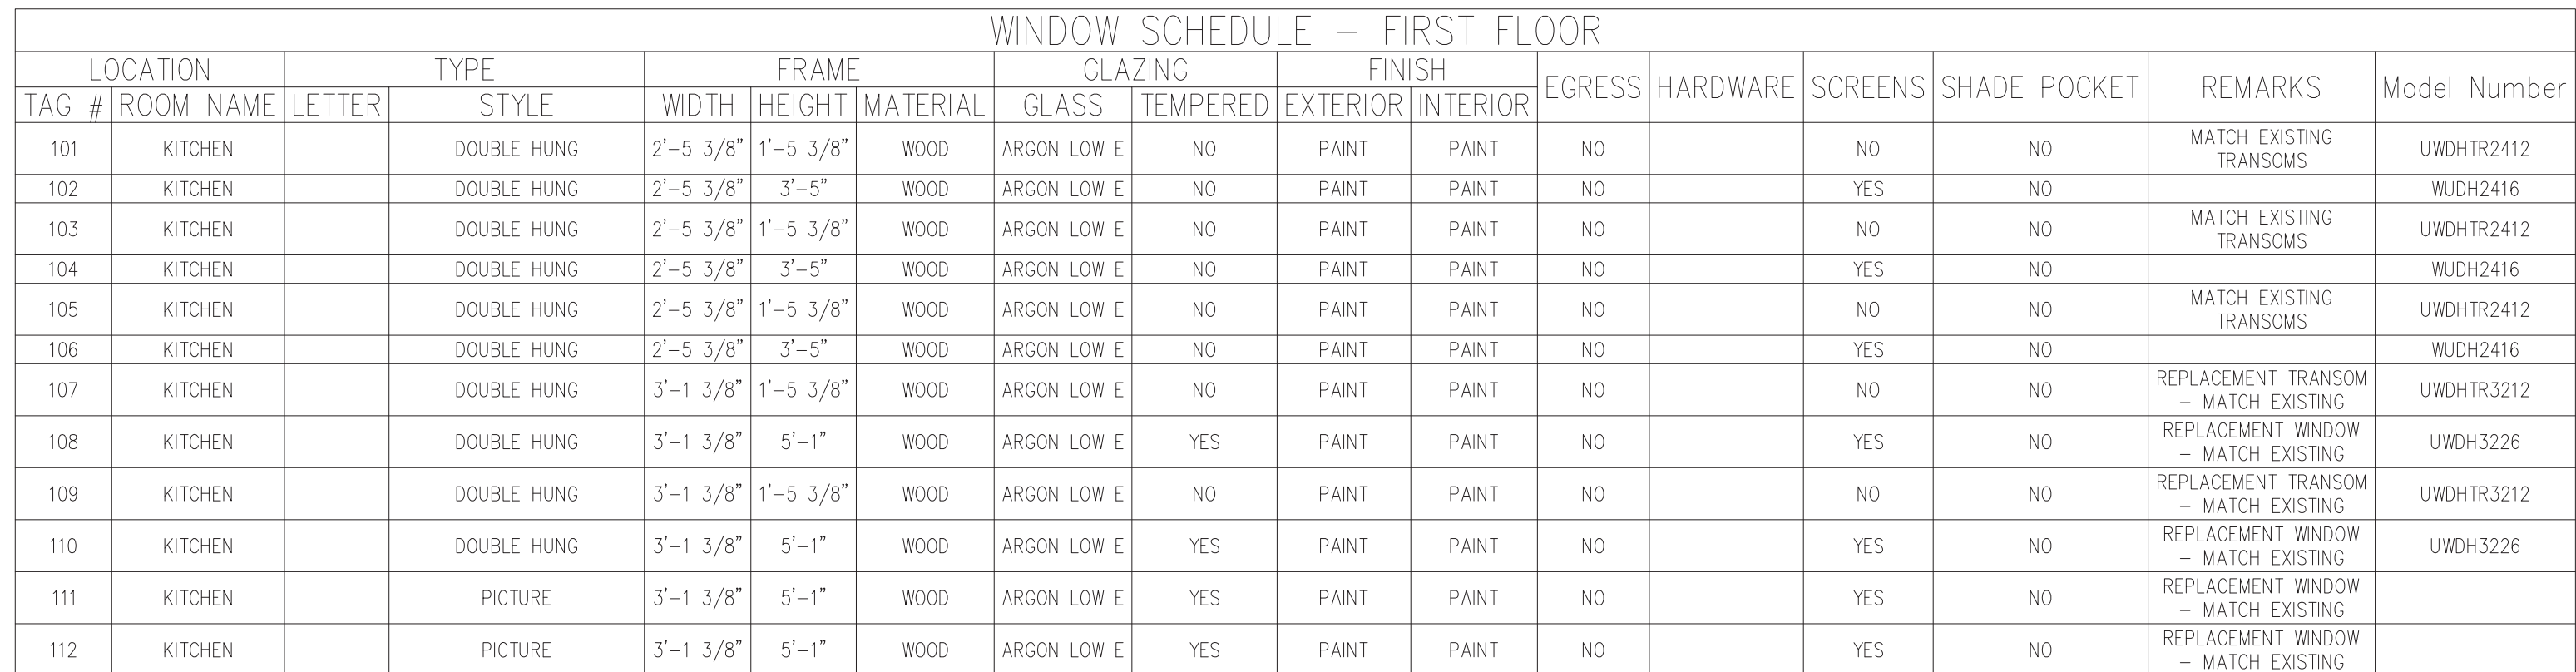 WINDOW SCHEDULE – FIRST FLOOR
LOCATION TYPE FRAME GLAZING FINISH EGRESS HARDWARE SCREENS SHADE POCKET REMARKS Model Number
TAG # ROOM NAME LETTER STYLE WIDTH HEIGHT MATERIAL GLASS TEMPERED EXTERIOR INTERIOR
101 KITCHEN DOUBLE HUNG 2'–5 3/8" 1'–5 3/8" WOOD ARGON LOW E NO PAINT PAINT NO NO NO MATCH EXISTING
TRANSOMS UWDHTR2412
102 KITCHEN DOUBLE HUNG 2'–5 3/8" 3'–5" WOOD ARGON LOW E NO PAINT PAINT NO YES NO WUDH2416
103 KITCHEN DOUBLE HUNG 2'–5 3/8" 1'–5 3/8" WOOD ARGON LOW E NO PAINT PAINT NO NO NO MATCH EXISTING
TRANSOMS UWDHTR2412
104 KITCHEN DOUBLE HUNG 2'–5 3/8" 3'–5" WOOD ARGON LOW E NO PAINT PAINT NO YES NO WUDH2416
105 KITCHEN DOUBLE HUNG 2'–5 3/8" 1'–5 3/8" WOOD ARGON LOW E NO PAINT PAINT NO NO NO MATCH EXISTING
TRANSOMS UWDHTR2412
106 KITCHEN DOUBLE HUNG 2'–5 3/8" 3'–5" WOOD ARGON LOW E NO PAINT PAINT NO YES NO WUDH2416
107 KITCHEN DOUBLE HUNG 3'–1 3/8" 1'–5 3/8" WOOD ARGON LOW E NO PAINT PAINT NO NO NO REPLACEMENT TRANSOM
– MATCH EXISTING UWDHTR3212
108 KITCHEN DOUBLE HUNG 3'–1 3/8" 5'–1" WOOD ARGON LOW E YES PAINT PAINT NO YES NO REPLACEMENT WINDOW
– MATCH EXISTING UWDH3226
109 KITCHEN DOUBLE HUNG 3'–1 3/8" 1'–5 3/8" WOOD ARGON LOW E NO PAINT PAINT NO NO NO REPLACEMENT TRANSOM
– MATCH EXISTING UWDHTR3212
110 KITCHEN DOUBLE HUNG 3'–1 3/8" 5'–1" WOOD ARGON LOW E YES PAINT PAINT NO YES NO REPLACEMENT WINDOW
– MATCH EXISTING UWDH3226
111 KITCHEN PICTURE 3'–1 3/8" 5'–1" WOOD ARGON LOW E YES PAINT PAINT NO YES NO REPLACEMENT WINDOW
– MATCH EXISTING
112 KITCHEN PICTURE 3'–1 3/8" 5'–1" WOOD ARGON LOW E YES PAINT PAINT NO YES NO REPLACEMENT WINDOW
– MATCH EXISTING